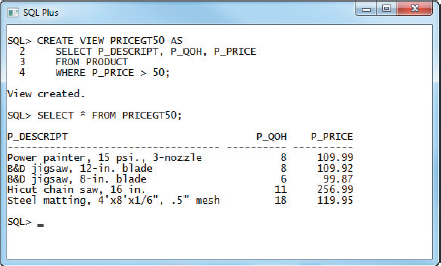 SQL Plus
SQL> CREATE VIEW PRICEGT50 AS
2 SELECT P_DESCRIPT, P_QOH, P_PRICE
3 FROM PRODUCT
4 WHERE P_PRICE > 50;
View created.
SQL> SELECT * FROM PRICEGT50;
P_DESCRIPT P_QOH P_PRICE
----------------------------------- ---------- ----------
Power painter, 15 psi., 3-nozzle 8 109.99
B&D jigsaw, 12-in. blade 8 109.92
B&D jigsaw, 8-in. blade 6 99.87
Hicut chain saw, 16 in. 11 256.99
Steel matting, 4'x8'x1/6", .5" mesh 18 119.95
SQL> _